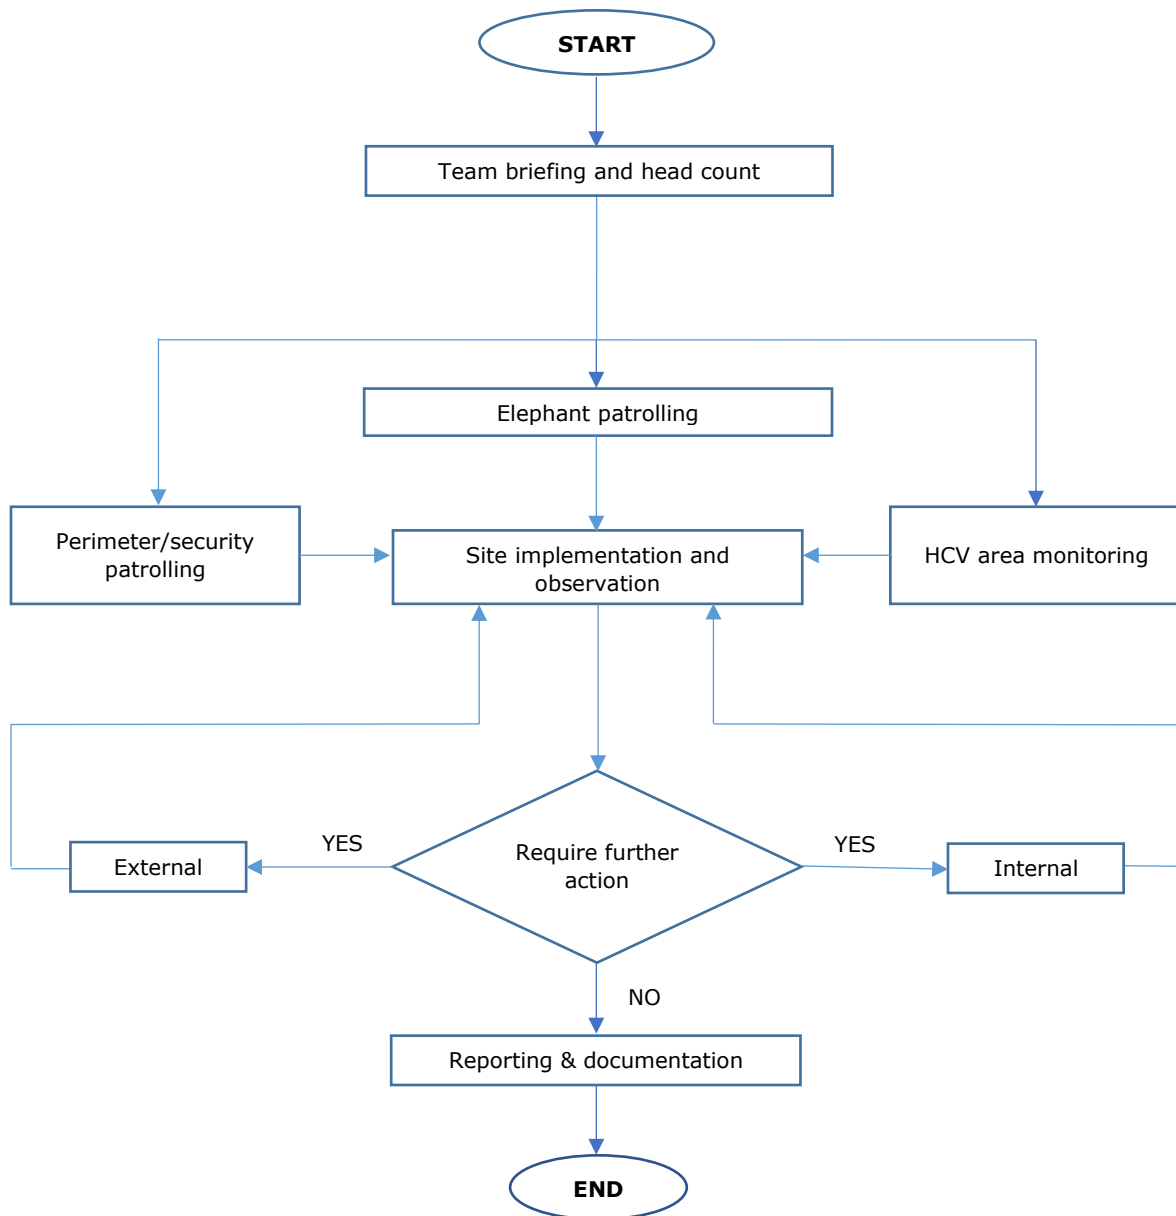 START
Team briefing and head count
Elephant patrolling
Perimeter/security
patrolling
Site implementation and
observation
HCV area monitoring
YES
Require further
action
YES
External
Internal
NO
Reporting & documentation
END